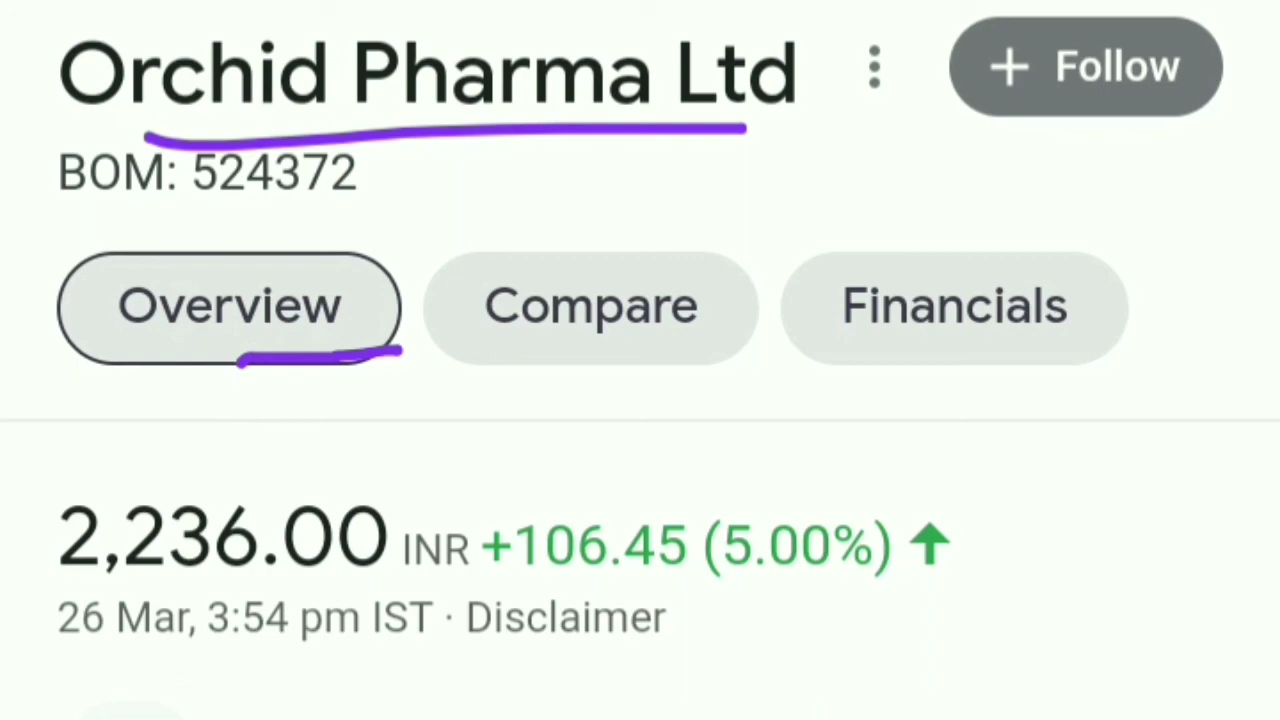 Orchid Pharma Ltd
+ Follow
BOM: 524372
Overview Compare Financials
2,236.00 INR +106.45 (5.00%) ↑
26 Mar, 3:54 pm IST · Disclaimer